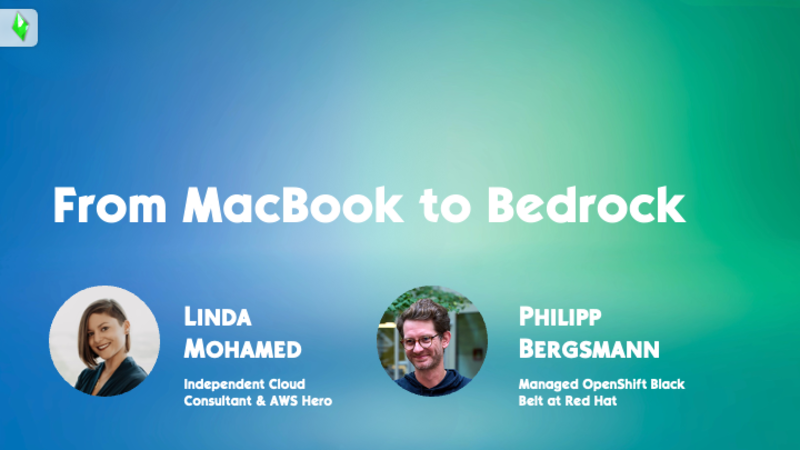 From MacBook to Bedrock
Linda
Mohamed
Independent Cloud
Consultant & AWS Hero
Philipp
Bergsmann
Managed OpenShift Black
Belt at Red Hat